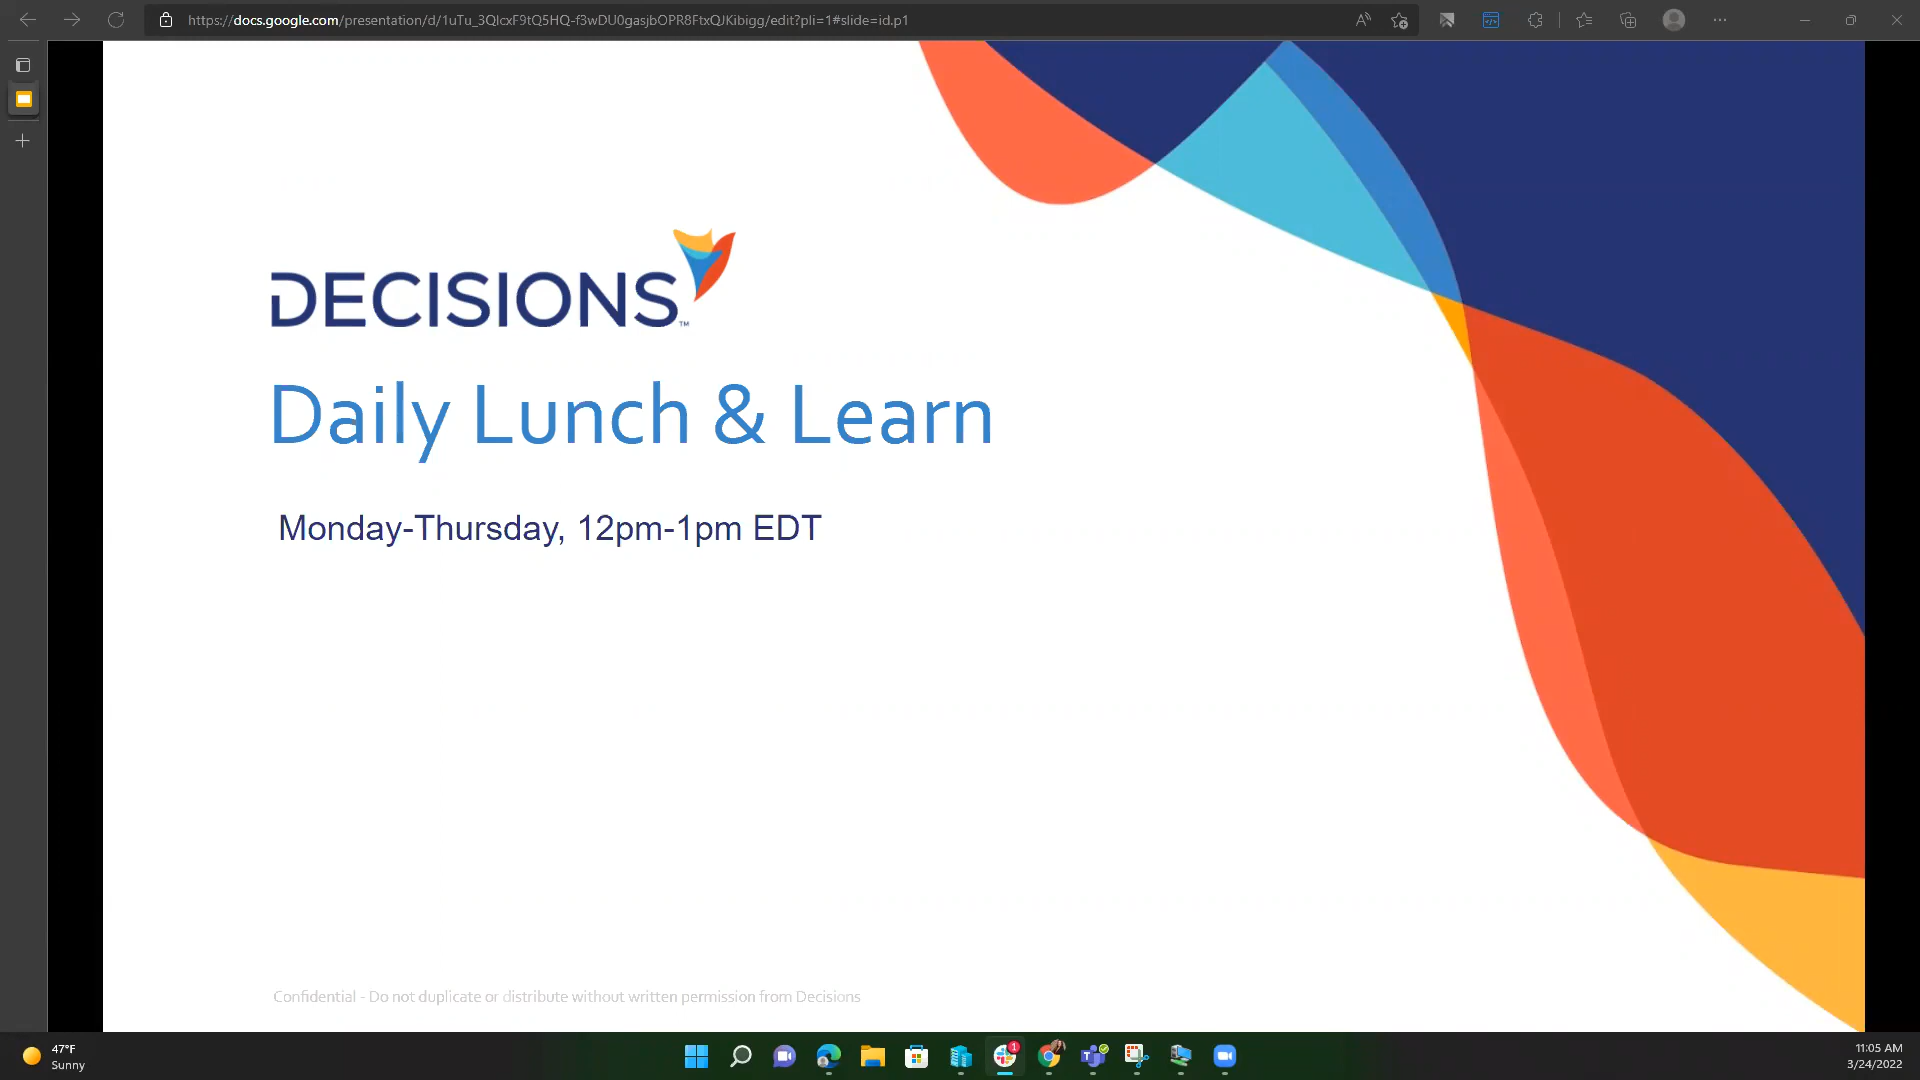 https://docs.google.com/presentation/d/1uTu_3QlcxF9tQ5HQ-f3wDU0gasjbOPR8FtxQJKibigg/edit?pli=1#slide=id.p1
DECISIONS™
Daily Lunch & Learn
Monday-Thursday, 12pm-1pm EDT
Confidential - Do not duplicate or distribute without written permission from Decisions
47°F
Sunny
1
11:05 AM
3/24/2022